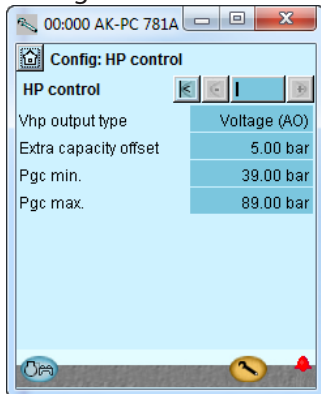 00:000 AK-PC 781A
Config: HP control
HP control
Vhp output type Voltage (AO)
Extra capacity offset 5.00 bar
Pgc min. 39.00 bar
Pgc max. 89.00 bar